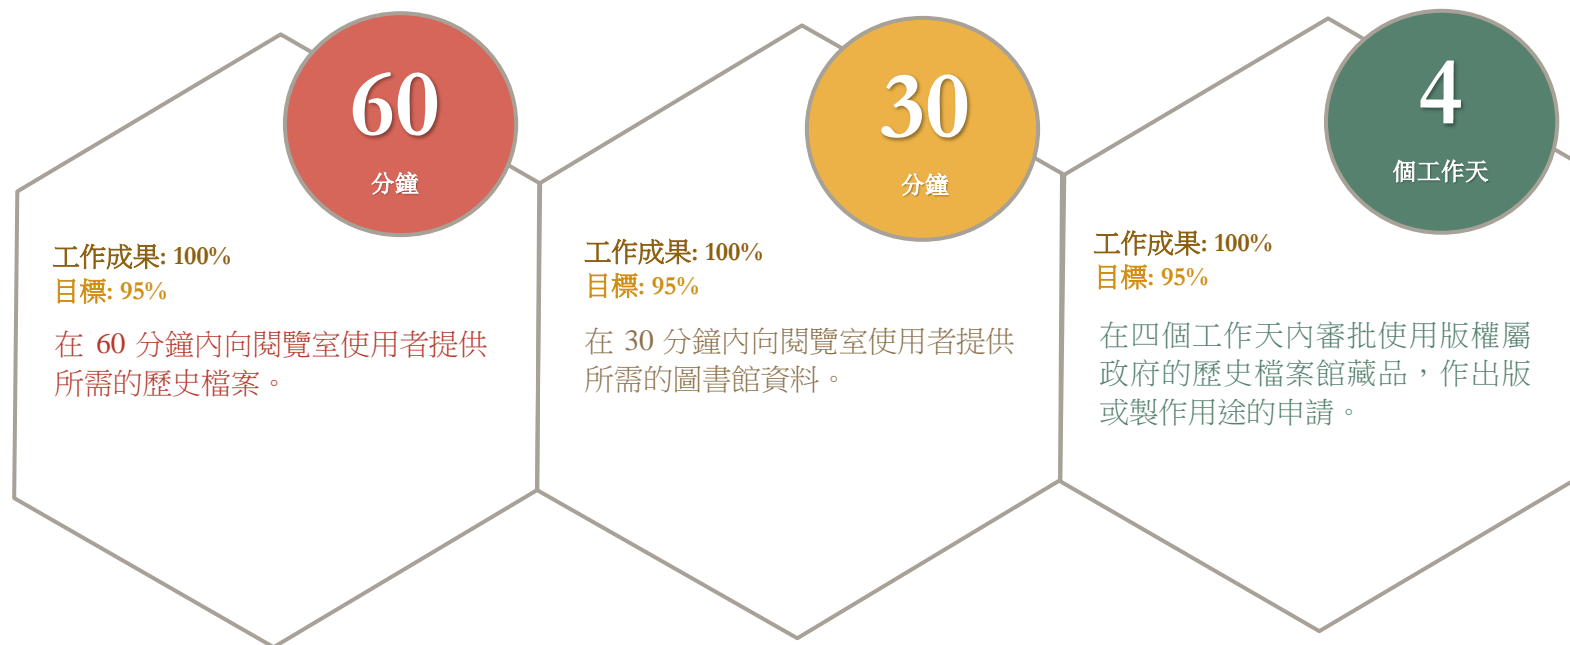 60
分鐘
工作成果: 100%
目標: 95%
在 60 分鐘內向閱覽室使用者提供
所需的歷史檔案。
30
分鐘
工作成果: 100%
目標: 95%
在 30 分鐘內向閱覽室使用者提供
所需的圖書館資料。
4
個工作天
工作成果: 100%
目標: 95%
在四個工作天內審批使用版權屬
政府的歷史檔案館藏品，作出版
或製作用途的申請。